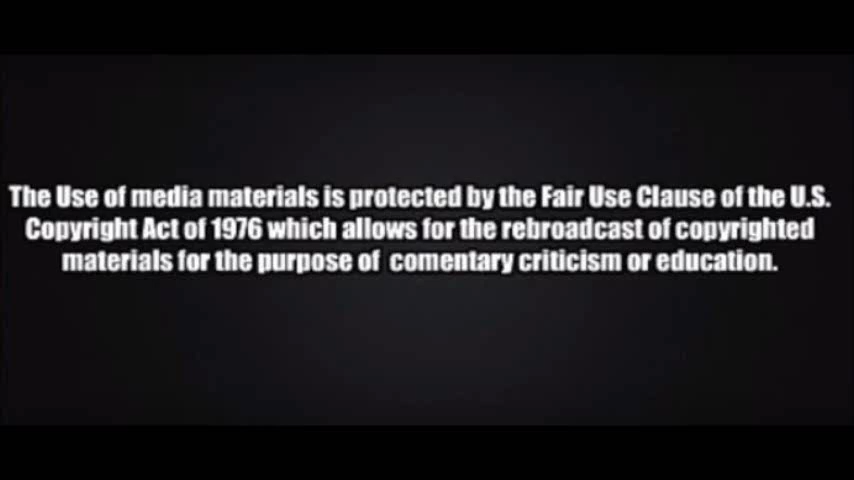 The Use of media materials is protected by the Fair Use Clause of the U.S.
Copyright Act of 1976 which allows for the rebroadcast of copyrighted
materials for the purpose of comentary criticism or education.